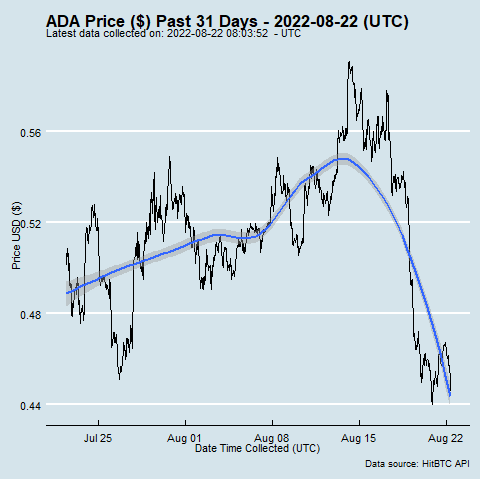 ADA Price ($) Past 31 Days - 2022-08-22 (UTC)
Latest data collected on: 2022-08-22 08:03:52 - UTC
Price USD ($)
0.56
0.52
0.48
0.44
Jul 25
Aug 01
Aug 08
Aug 15
Aug 22
Date Time Collected (UTC)
Data source: HitBTC API